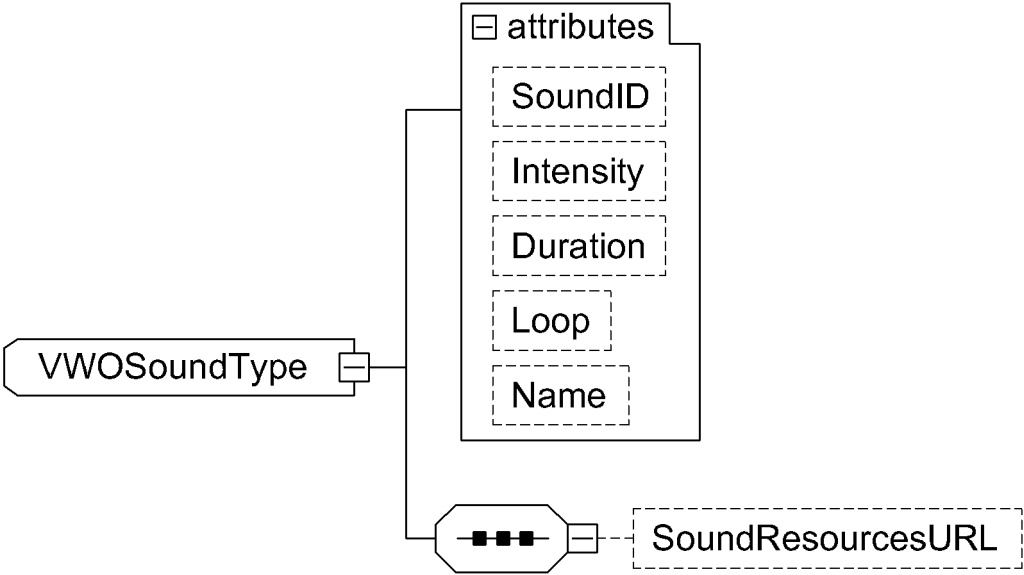 attributes
SoundID
Intensity
Duration
Loop
VWOSoundType
Name
SoundResourcesURL